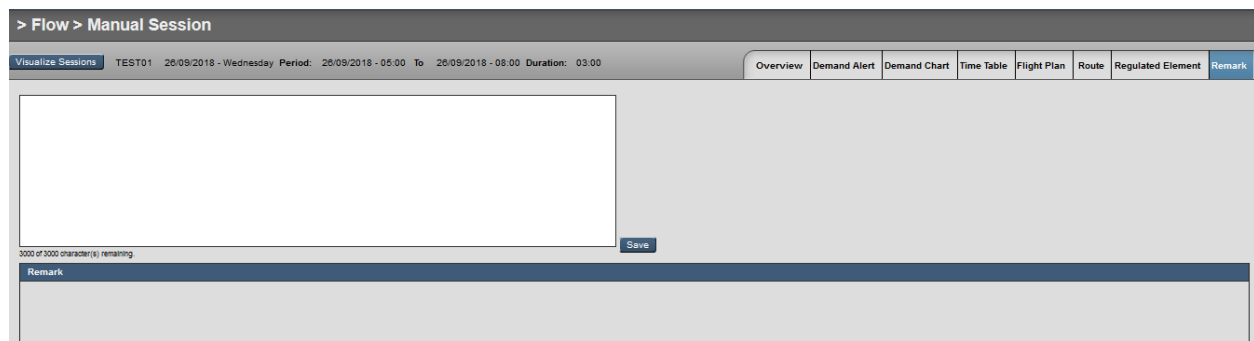 > Flow > Manual Session
Visualize Sessions TEST01 26/09/2018 - Wednesday Period: 26/09/2018 - 05:00 To 26/09/2018 - 08:00 Duration: 03:00 Overview Demand Alert Demand Chart Time Table Flight Plan Route Regulated Element Remark
Save
3000 of 3000 character(s) remaining.
Remark